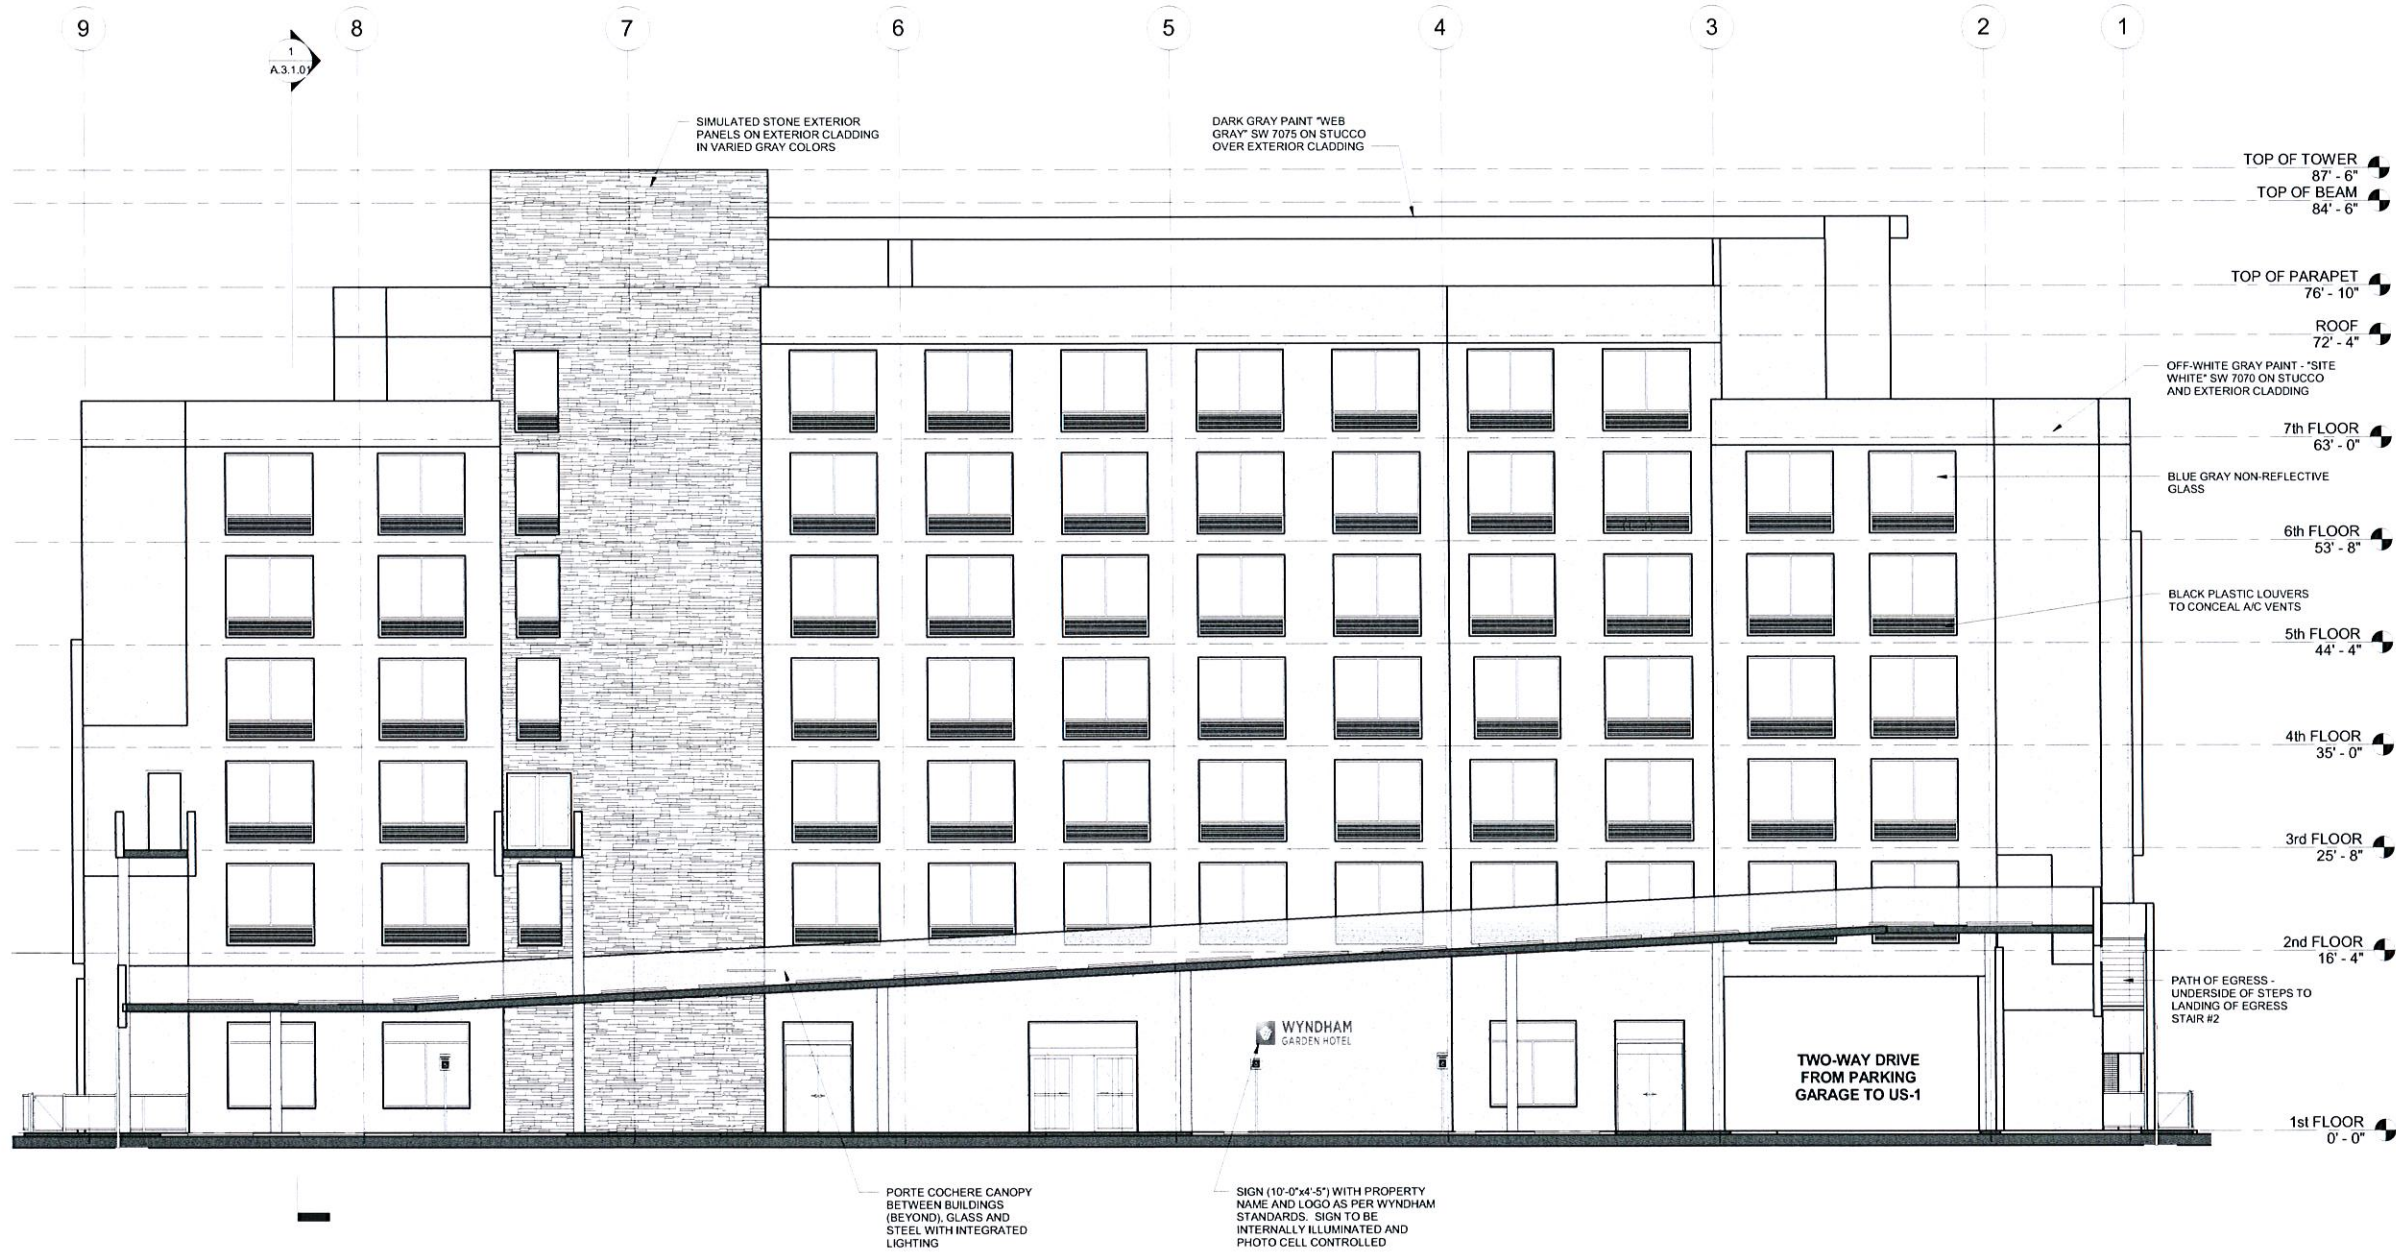 9 8 7 6 5 4 3 2 1
1
A.3.1.01
SIMULATED STONE EXTERIOR
PANELS ON EXTERIOR CLADDING
IN VARIED GRAY COLORS
DARK GRAY PAINT "WEB
GRAY" SW 7075 ON STUCCO
OVER EXTERIOR CLADDING
TOP OF TOWER
87' - 6"
TOP OF BEAM
84' - 6"
TOP OF PARAPET
76' - 10"
ROOF
72' - 4"
OFF-WHITE GRAY PAINT - "SITE
WHITE" SW 7070 ON STUCCO
AND EXTERIOR CLADDING
7th FLOOR
63' - 0"
BLUE GRAY NON-REFLECTIVE
GLASS
6th FLOOR
53' - 8"
BLACK PLASTIC LOUVERS
TO CONCEAL A/C VENTS
5th FLOOR
44' - 4"
4th FLOOR
35' - 0"
3rd FLOOR
25' - 8"
2nd FLOOR
16' - 4"
PATH OF EGRESS -
UNDERSIDE OF STEPS TO
LANDING OF EGRESS
STAIR #2
WYNDHAM
GARDEN HOTEL
TWO-WAY DRIVE
FROM PARKING
GARAGE TO US-1
1st FLOOR
0' - 0"
PORTE COCHERE CANOPY
BETWEEN BUILDINGS
(BEYOND), GLASS AND
STEEL WITH INTEGRATED
LIGHTING
SIGN (10'-0"x4'-5") WITH PROPERTY
NAME AND LOGO AS PER WYNDHAM
STANDARDS. SIGN TO BE
INTERNALLY ILLUMINATED AND
PHOTO CELL CONTROLLED